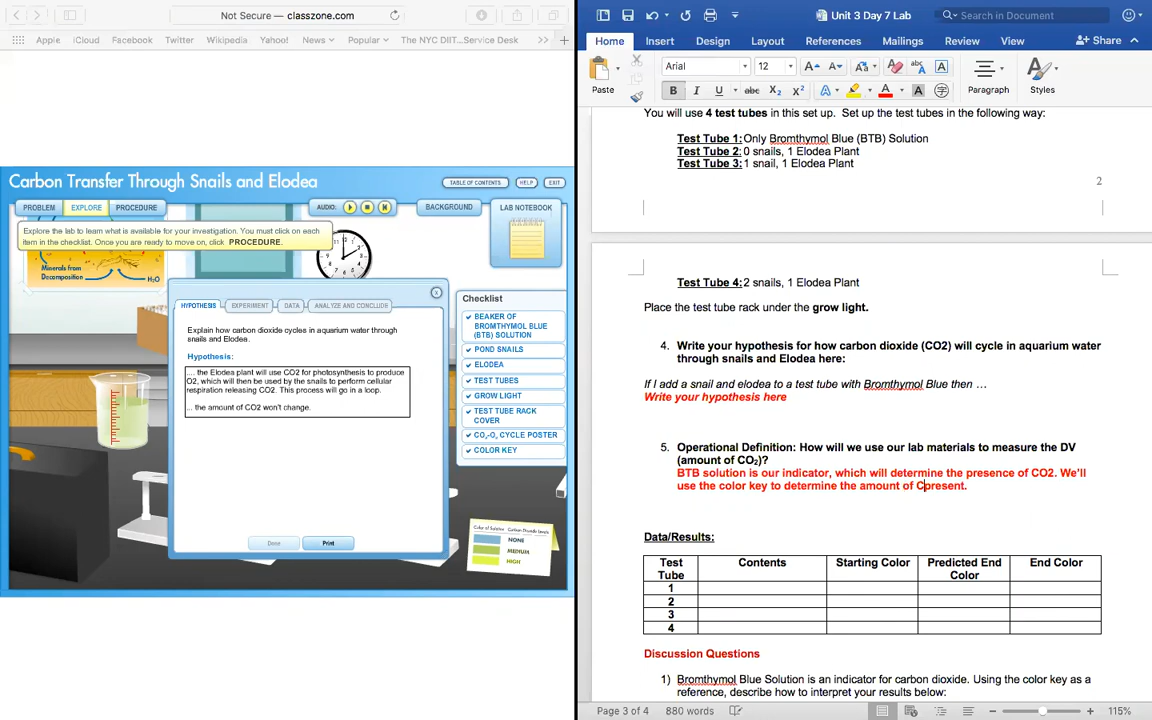 Not Secure — classzone.com
Apple iCloud Facebook Twitter Wikipedia Yahoo! News Popular The NYC DIIT...Service Desk
Carbon Transfer Through Snails and Elodea
TABLE OF CONTENTS HELP EXIT
PROBLEM EXPLORE PROCEDURE AUDIO: BACKGROUND LAB NOTEBOOK
Explore the lab to learn what is available for your investigation. You must click on each
item in the checklist. Once you are ready to move on, click PROCEDURE.
Minerals from
Decomposition
H₂O
HYPOTHESIS EXPERIMENT DATA ANALYZE AND CONCLUDE
x
Explain how carbon dioxide cyclea in aquarium water through
snails and Elodea.
Hypothesis:
.... the Elodea plant will use CO2 for photosynthesis to produce
O2, which will then be used by the snails to perform cellular
respiration releasing CO2. This process will go in a loop.
... the amount of CO2 won't change.
Done Print
Checklist
BEAKER OF
BROMTHYMOL BLUE
(BTB) SOLUTION
POND SNAILS
ELODEA
TEST TUBES
GROW LIGHT
TEST TUBE RACK
COVER
CO₂-O₂ CYCLE POSTER
COLOR KEY
Color of Solution Carbon Dioxide Levels
NONE
MEDIUM
HIGH
Unit 3 Day 7 Lab
Search in Document
Home Insert Design Layout References Mailings Review View Share
Paste
Arial 12
B I U abc X₂ X²
Paragraph Styles
You will use 4 test tubes in this set up. Set up the test tubes in the following way:
Test Tube 1: Only Bromthymol Blue (BTB) Solution
Test Tube 2: 0 snails, 1 Elodea Plant
Test Tube 3: 1 snail, 1 Elodea Plant
2
Test Tube 4: 2 snails, 1 Elodea Plant
Place the test tube rack under the grow light.
4. Write your hypothesis for how carbon dioxide (CO2) will cycle in aquarium water
through snails and Elodea here:
If I add a snail and elodea to a test tube with Bromthymol Blue then …
Write your hypothesis here
5. Operational Definition: How will we use our lab materials to measure the DV
(amount of CO₂)?
BTB solution is our indicator, which will determine the presence of CO2. We'll
use the color key to determine the amount of Cpresent.
Data/Results:
Test Tube Contents Starting Color Predicted End Color End Color
1
2
3
4
Discussion Questions
1) Bromthymol Blue Solution is an indicator for carbon dioxide. Using the color key as a
reference, describe how to interpret your results below:
Page 3 of 4 880 words 115%